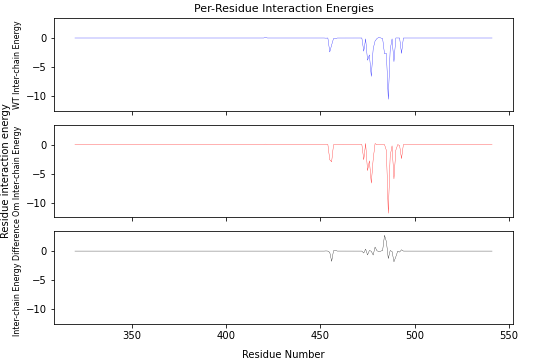 Per-Residue Interaction Energies
WT Inter-chain Energy
0
−5
−10
Residue interaction energy
Om Inter-chain Energy
0
−5
−10
Inter-chain Energy Difference
0
−5
−10
350
400
450
500
550
Residue Number